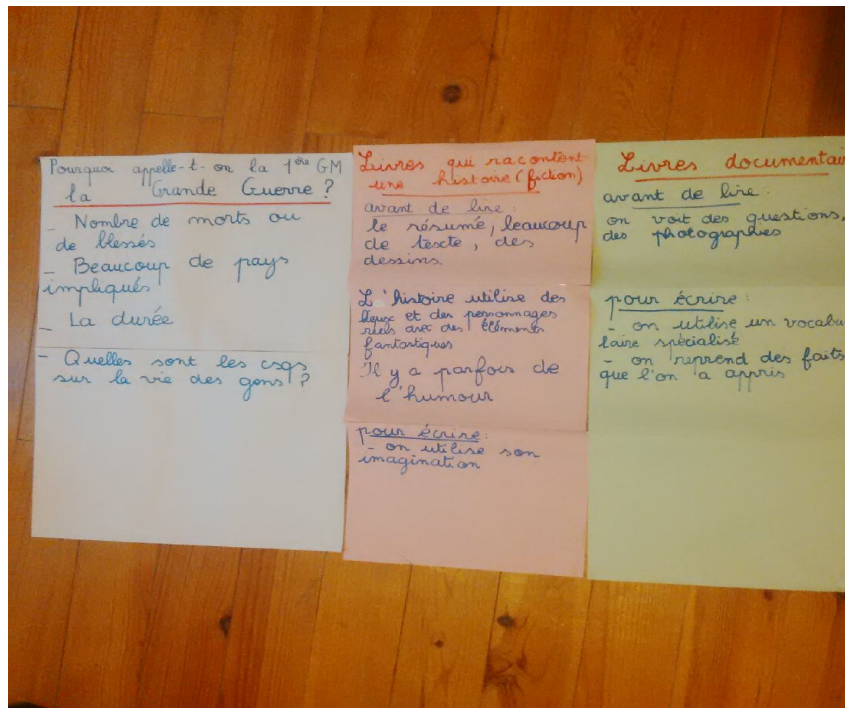 Pourquoi appelle-t-on la 1ère GM
la Grande Guerre ?
_ Nombre de morts ou
de blessés
_ Beaucoup de pays
impliqués
_ La durée
- Quelles sont les csqs
sur la vie des gens ?
Livres qui racontent
une histoire (fiction)
avant de lire :
le résumé, beaucoup
de texte, des
dessins.
L'histoire utilise des
lieux et des personnages
réels avec des éléments
fantastiques
Il y a parfois de
l'humour
pour écrire :
- on utilise son
imagination
Livres documentai
avant de lire :
on voit des questions,
des photographies
pour écrire :
- on utilise un vocabu
laire spécialisé
- on reprend des faits
que l'on a appris